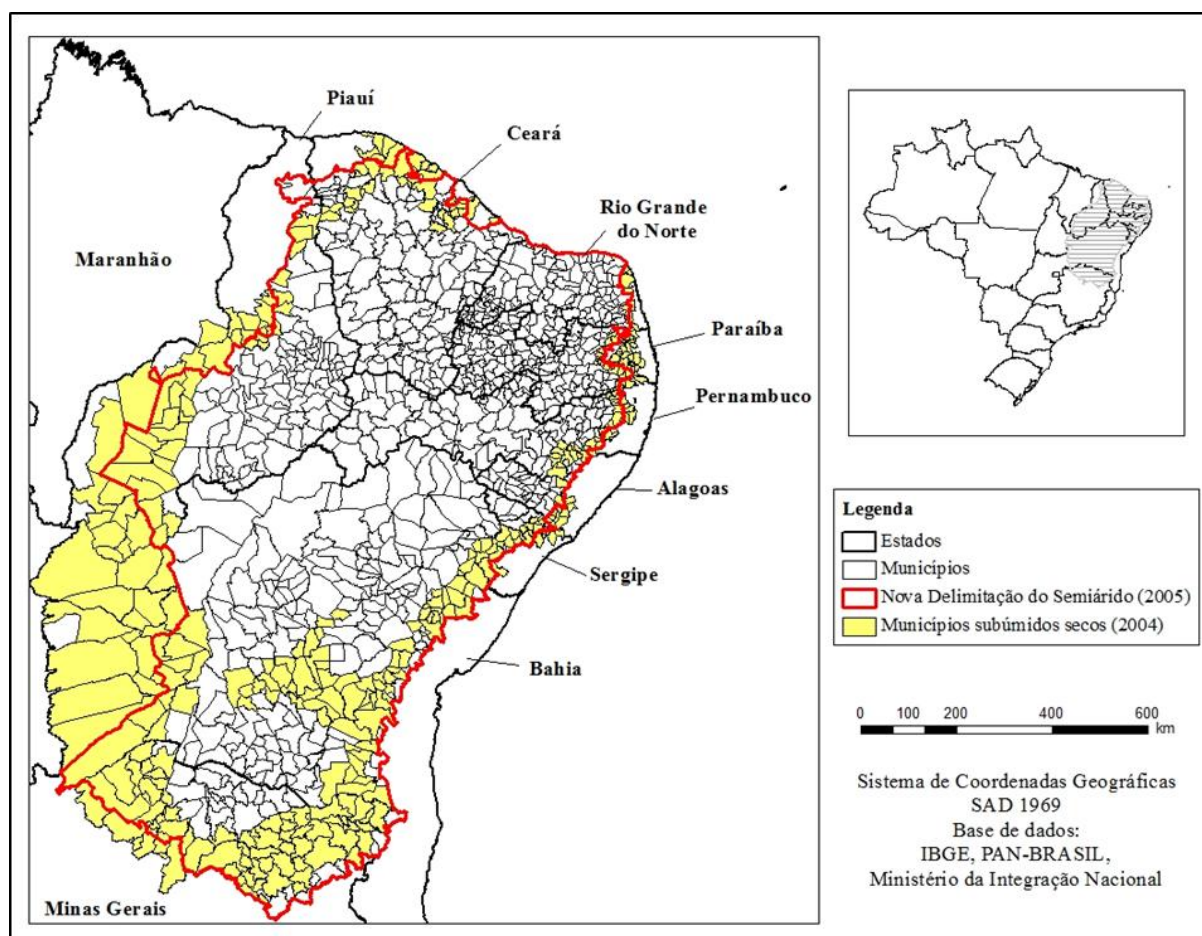 Piauí
Ceará
Rio Grande
do Norte
Maranhão
Paraíba
Pernambuco
Alagoas
Sergipe
Bahia
Minas Gerais
Legenda
Estados
Municípios
Nova Delimitação do Semiárido (2005)
Municípios subúmidos secos (2004)
0 100 200 400 600
km
Sistema de Coordenadas Geográficas
SAD 1969
Base de dados:
IBGE, PAN-BRASIL,
Ministério da Integração Nacional